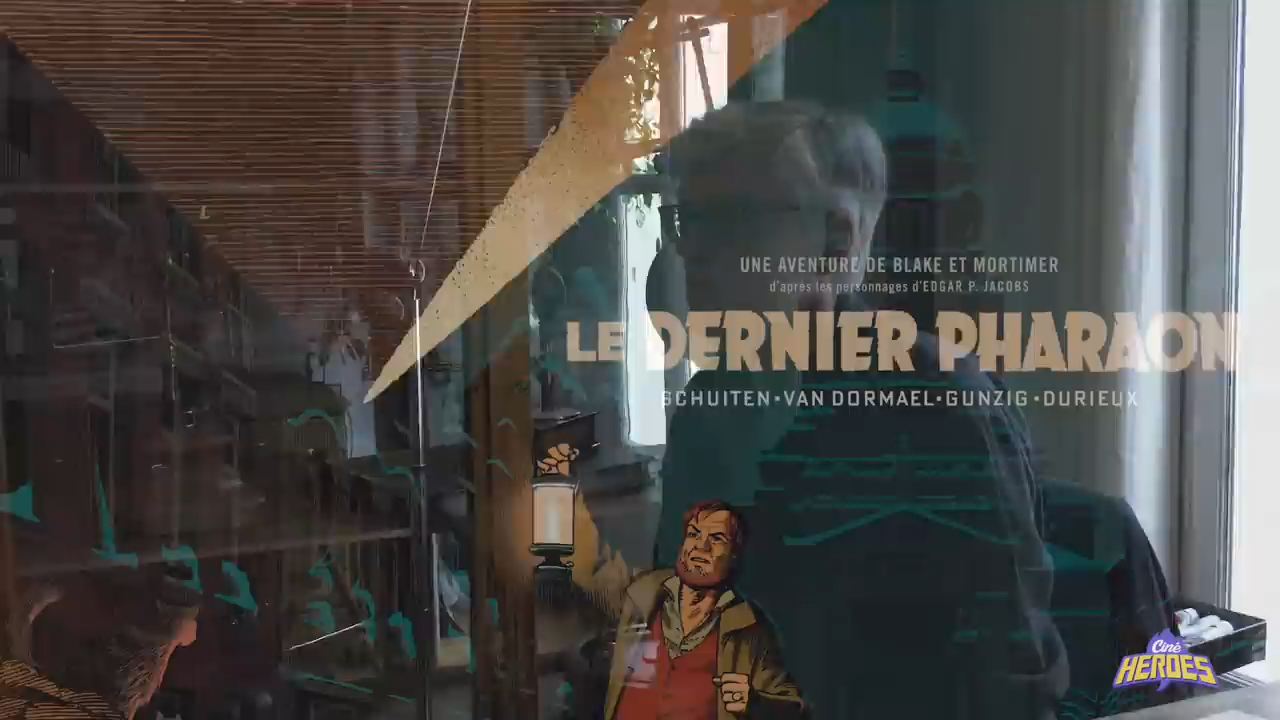 UNE AVENTURE DE BLAKE ET MORTIMER
d'après les personnages d'EDGAR P. JACOBS
LE DERNIER PHARAON
SCHUITEN•VAN DORMAEL•GUNZIG•DURIEUX
Ciné
HEROES